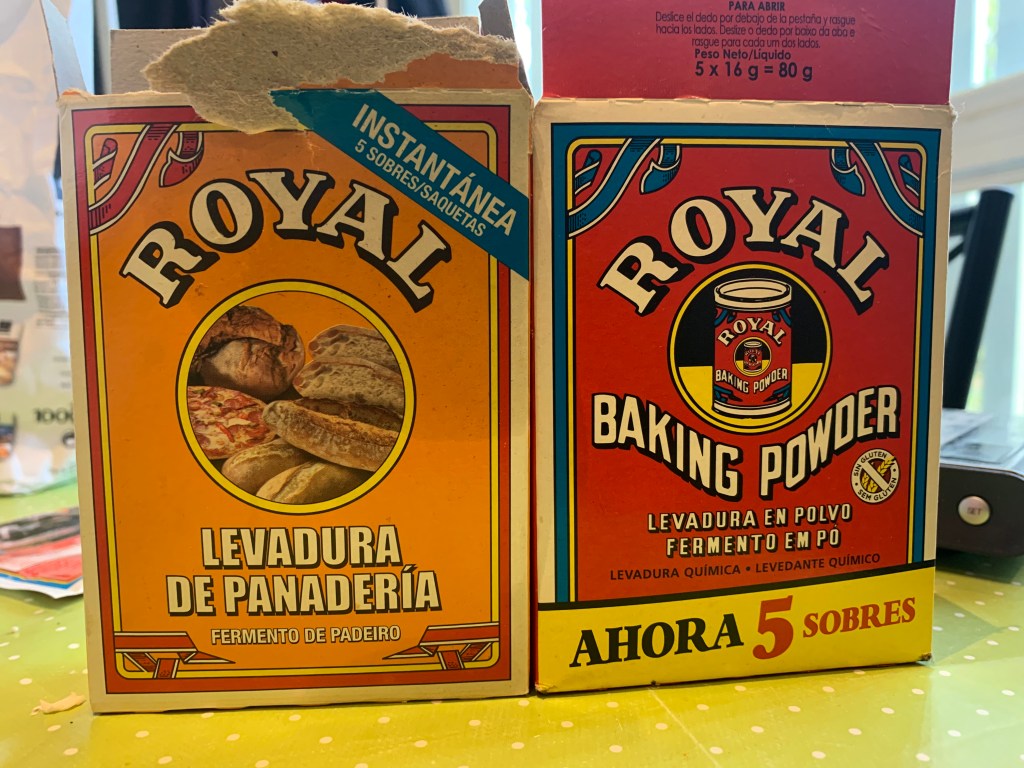 INSTANTÁNEA
5 SOBRES/SAQUETAS
ROYAL
LEVADURA
DE PANADERÍA
FERMENTO DE PADEIRO
PARA ABRIR
Deslice el dedo por debajo de la pestaña y rasgue
hacia los lados. Deslize o dedo por baixo da aba e
rasgue para cada um dos lados.
Peso Neto/Líquido
5 x 16 g = 80 g
ROYAL
ROYAL
BAKING POWDER
BAKING POWDER
SIN GLUTEN
SEM GLUTEN
LEVADURA EN POLVO
FERMENTO EM PÒ
LEVADURA QUÍMICA • LEVEDANTE QUÍMICO
AHORA 5 SOBRES
SET